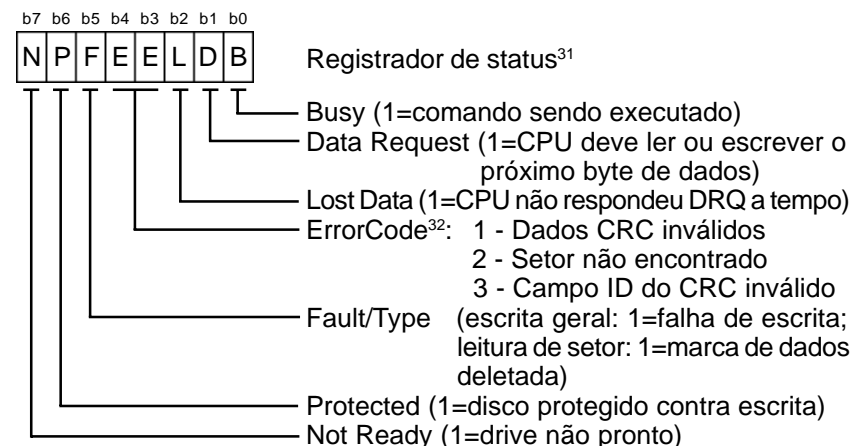 b7 b6 b5 b4 b3 b2 b1 b0
N P F E E L D B
Registrador de status31
Busy (1=comando sendo executado)
Data Request (1=CPU deve ler ou escrever o
próximo byte de dados)
Lost Data (1=CPU não respondeu DRQ a tempo)
ErrorCode32: 1 - Dados CRC inválidos
2 - Setor não encontrado
3 - Campo ID do CRC inválido
Fault/Type (escrita geral: 1=falha de escrita;
leitura de setor: 1=marca de dados
deletada)
Protected (1=disco protegido contra escrita)
Not Ready (1=drive não pronto)